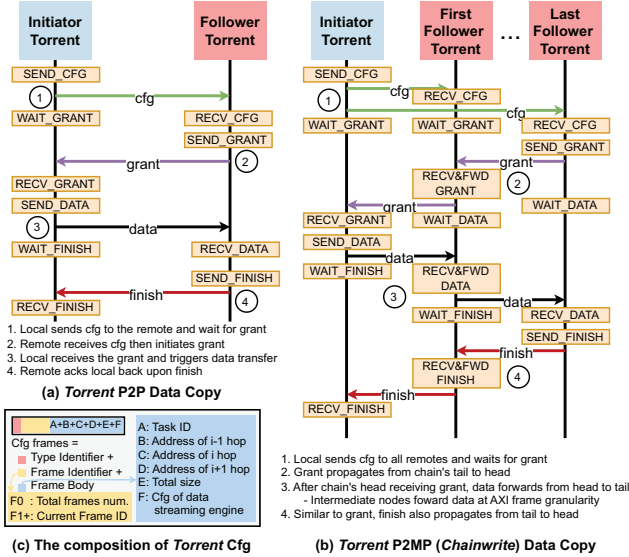 Initiator
Torrent
Follower
Torrent
SEND_CFG
1
cfg
WAIT_GRANT
RECV_CFG
SEND_GRANT
grant
2
RECV_GRANT
SEND_DATA
3
data
WAIT_FINISH
RECV_DATA
SEND_FINISH
finish
4
RECV_FINISH
1. Local sends cfg to the remote and wait for grant
2. Remote receives cfg then initiates grant
3. Local receives the grant and triggers data transfer
4. Remote acks local back upon finish
(a) Torrent P2P Data Copy
A+B+C+D+E+F
Cfg frames =
Type Identifier +
Frame Identifier +
Frame Body
F0 : Total frames num.
F1+: Current Frame ID
A: Task ID
B: Address of i-1 hop
C: Address of i hop
D: Address of i+1 hop
E: Total size
F: Cfg of data
streaming engine
(c) The composition of Torrent Cfg
Initiator
Torrent
First
Follower
Torrent
...
Last
Follower
Torrent
SEND_CFG
1
cfg
RECV_CFG
cfg
WAIT_GRANT
WAIT_GRANT
RECV_CFG
SEND_GRANT
grant
RECV&FWD
GRANT
2
grant
WAIT_DATA
RECV_GRANT
WAIT_DATA
SEND_DATA
data
WAIT_FINISH
RECV&FWD
DATA
3
data
WAIT_FINISH
RECV_DATA
SEND_FINISH
finish
RECV&FWD
FINISH
4
finish
RECV_FINISH
1. Local sends cfg to all remotes and waits for grant
2. Grant propagates from chain's tail to head
3. After chain's head receiving grant, data forwards from head to tail
- Intermediate nodes foward data at AXI frame granularity
4. Similar to grant, finish also propagates from tail to head
(b) Torrent P2MP (Chainwrite) Data Copy